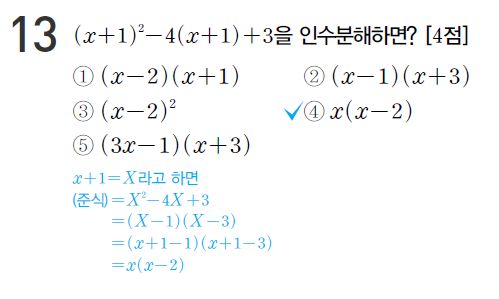 13 (x+1)²-4(x+1)+3을 인수분해하면? [4점]
① (x-2)(x+1) ② (x-1)(x+3)
③ (x-2)² ✓④ x(x-2)
⑤ (3x-1)(x+3)
x+1=X라고 하면
(준식)=X²-4X+3
=(X-1)(X-3)
=(x+1-1)(x+1-3)
=x(x-2)